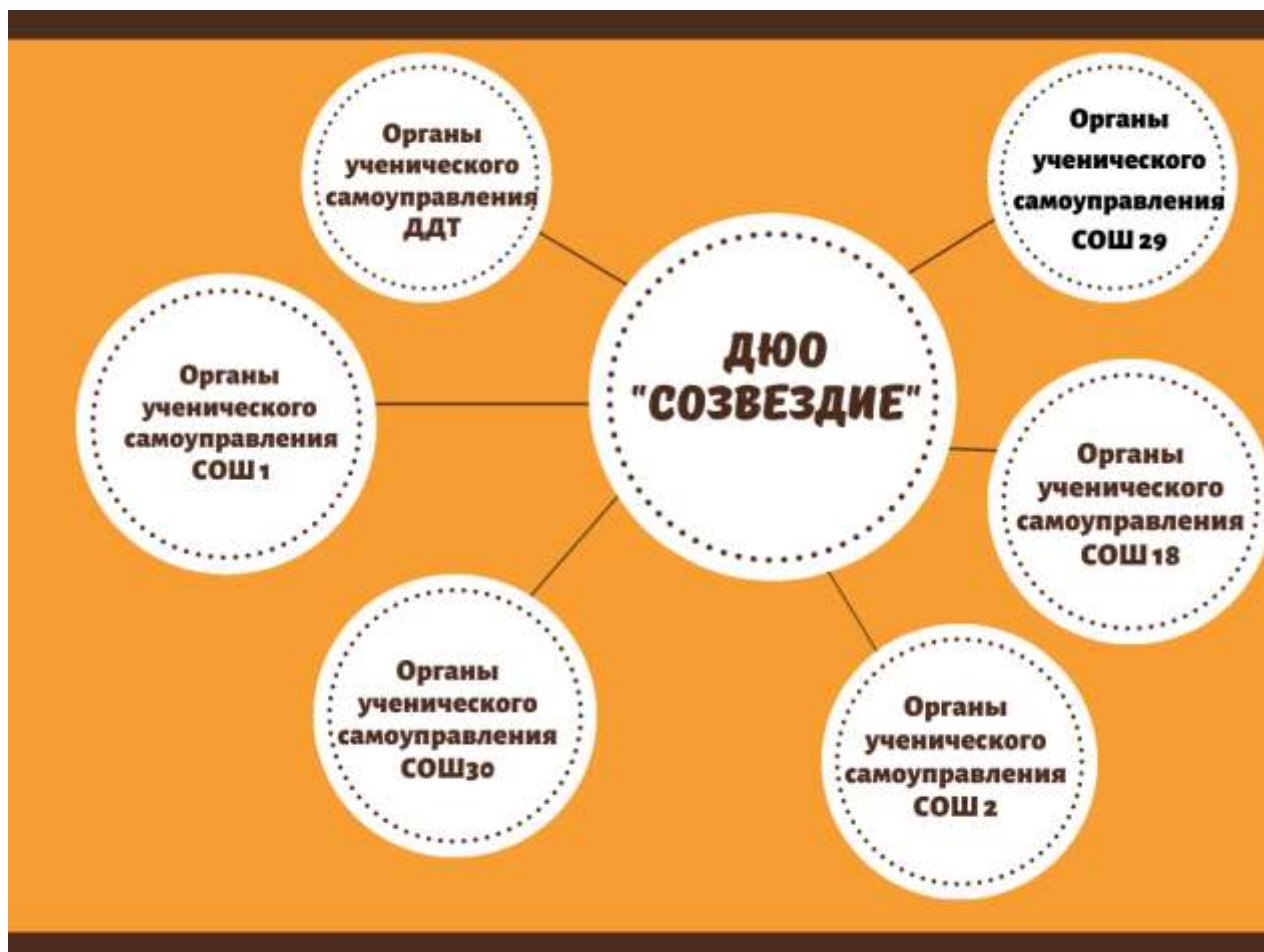 Органы
ученического
самоуправления
ДДТ
Органы
ученического
самоуправления
СОШ 29
ДЮО
"СОЗВЕЗДИЕ"
Органы
ученического
самоуправления
СОШ 1
Органы
ученического
самоуправления
СОШ 18
Органы
ученического
самоуправления
СОШ30
Органы
ученического
самоуправления
СОШ 2